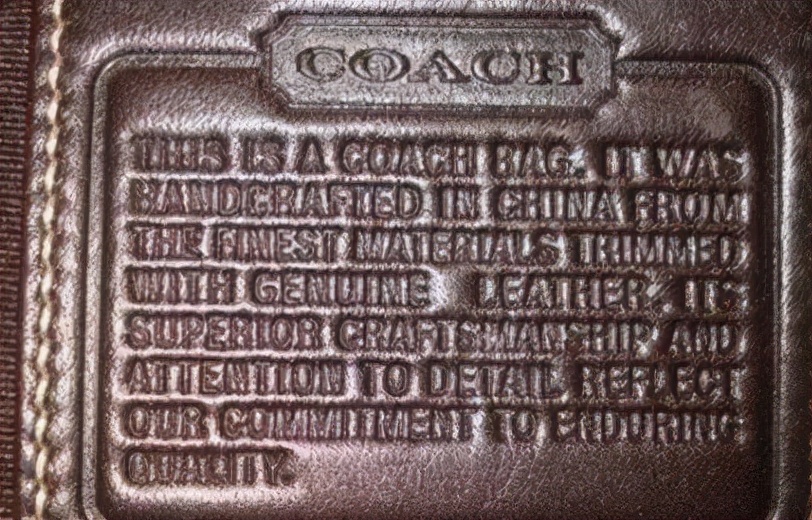 COACH
THIS IS A COACH BAG. IT WAS
HANDCRAFTED IN CHINA FROM
THE FINEST MATERIALS TRIMMED
WITH GENUINE LEATHER. ITS
SUPERIOR CRAFTSMANSHIP AND
ATTENTION TO DETAIL REFLECT
OUR COMMITMENT TO ENDURING
QUALITY.